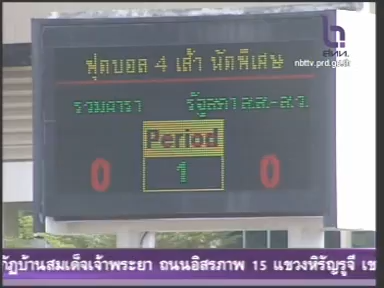 สทท.
nbttv.prd.go.th
ฟุตบอล 4 เส้า นัดพิเศษ
รวมดารา รัฐสภา ส.ส.-ส.ว.
Period
0 1 0
บ้านสมเด็จเจ้าพระยา ถนนอิสรภาพ 15 แขวงหิรัญรูจี เข